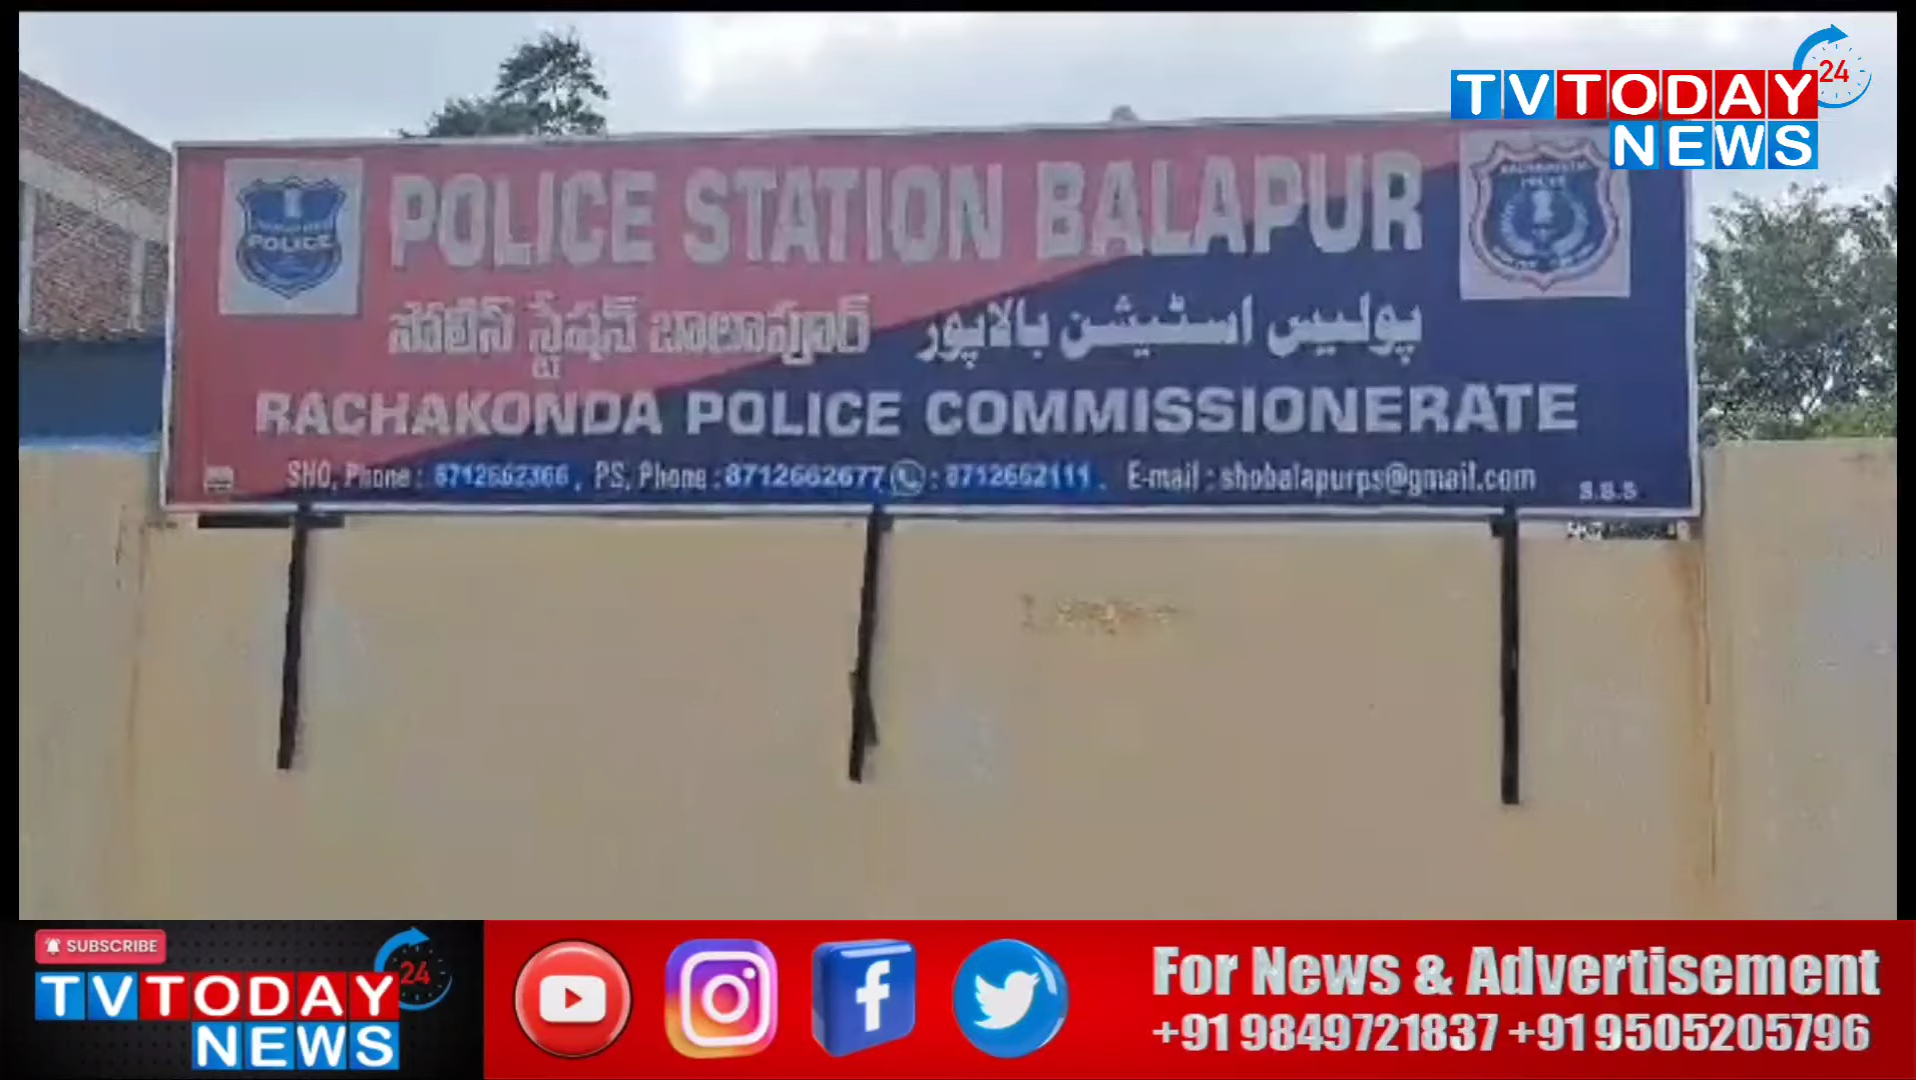 24
TV TODAY
NEWS
POLICE
POLICE STATION BALAPUR
పోలీస్ స్టేషన్ బాలాపూర్
پولیس اسٹیشن بالاپور
RACHAKONDA POLICE COMMISSIONERATE
SHO, Phone : 8712662366, PS, Phone : 8712662677 : 8712662111. E-mail : shobalapurps@gmail.com
S.B.S
SUBSCRIBE
24
TV TODAY
NEWS
For News & Advertisement
+91 9849721837 +91 9505205796